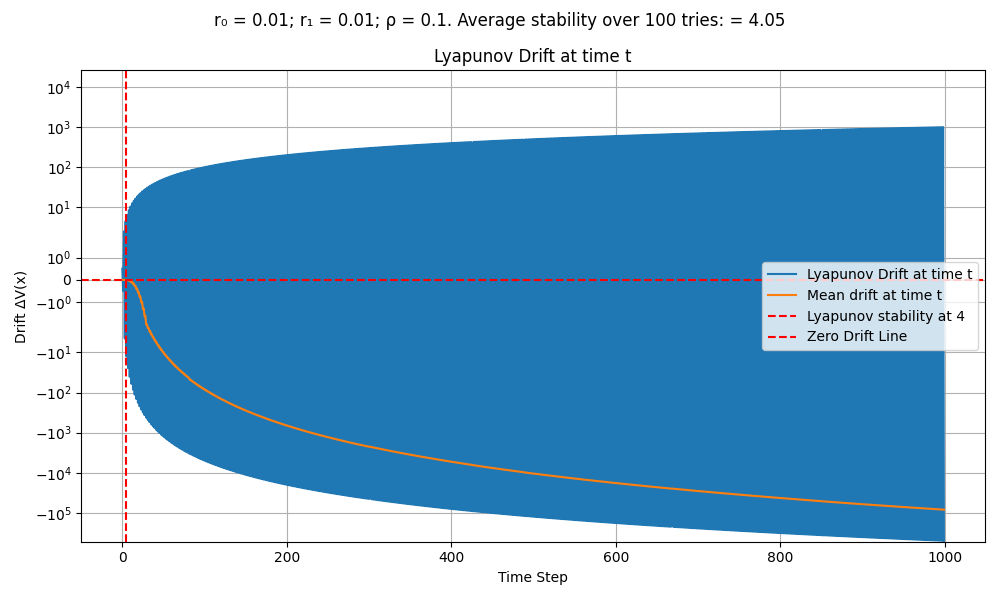 r₀ = 0.01; r₁ = 0.01; ρ = 0.1. Average stability over 100 tries: = 4.05
Lyapunov Drift at time t
Drift ΔV(x)
10⁴
10³
10²
10¹
10⁰
0
−10⁰
−10¹
−10²
−10³
−10⁴
−10⁵
Lyapunov Drift at time t
Mean drift at time t
Lyapunov stability at 4
Zero Drift Line
0
200
400
600
800
1000
Time Step